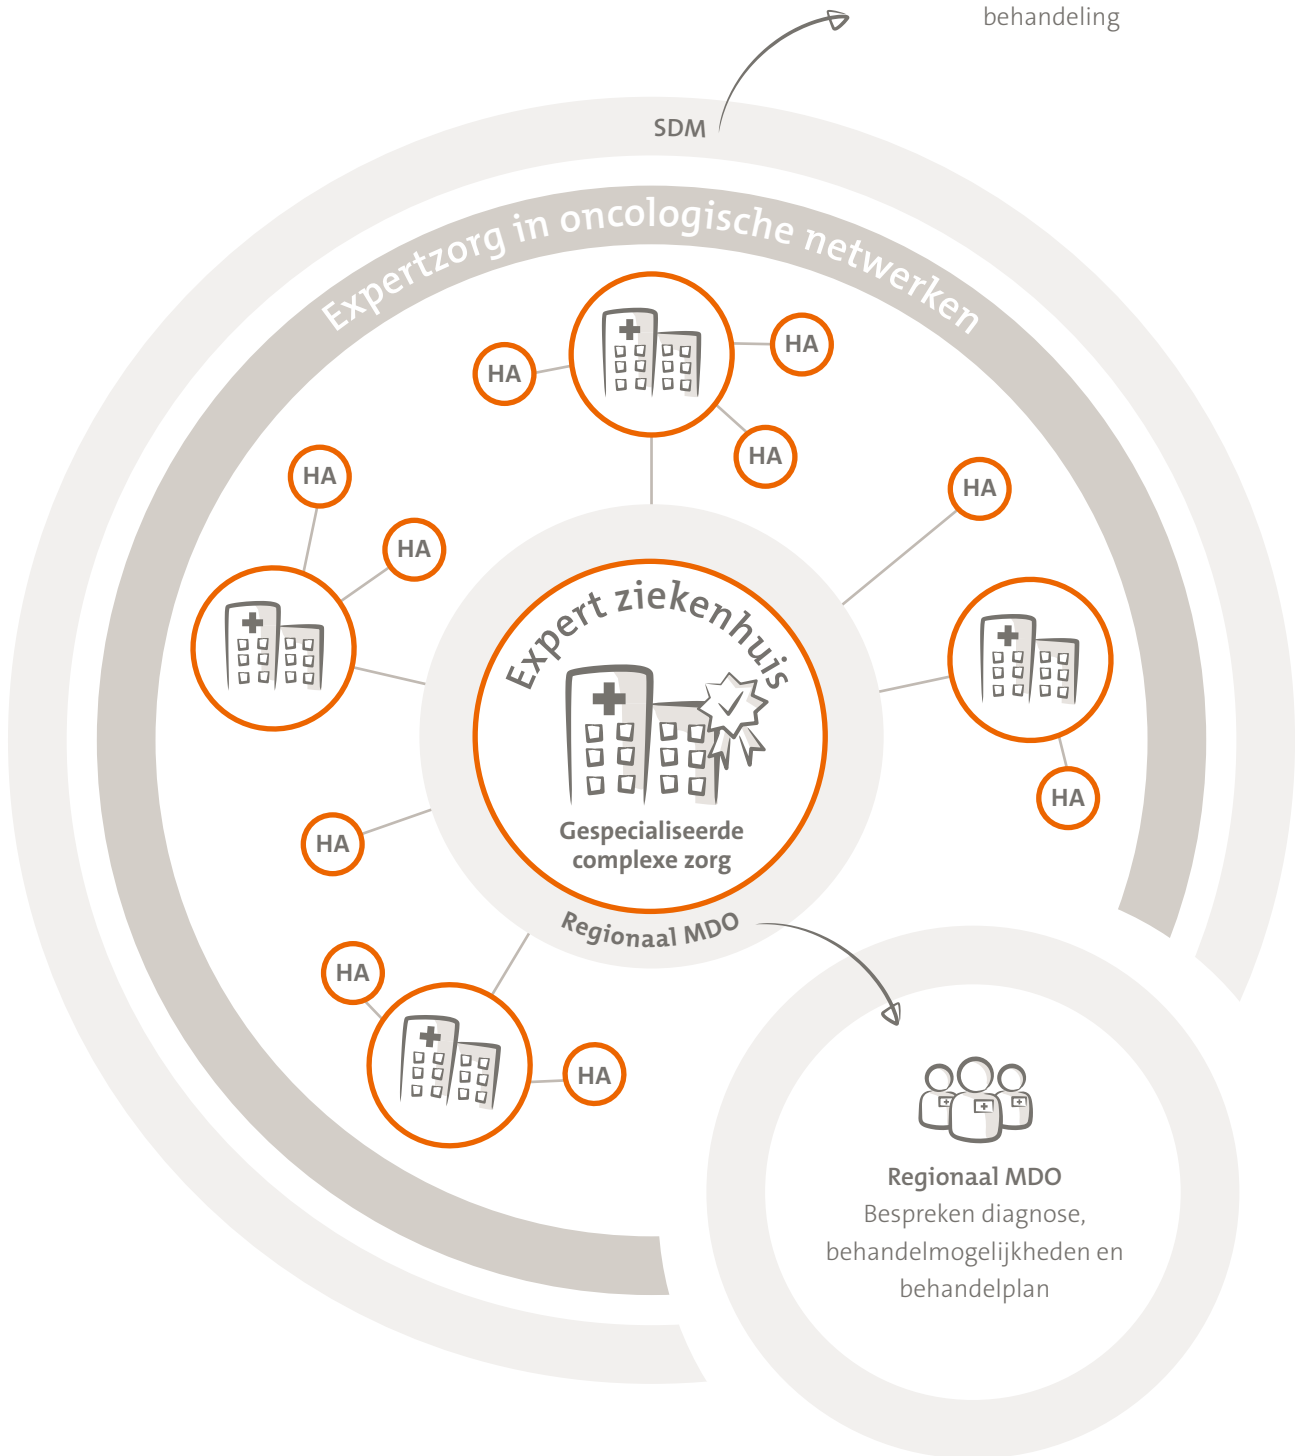 behandeling
SDM
Expertzorg in oncologische netwerken
HA
HA
HA
HA
HA
HA
Expert ziekenhuis
HA
Gespecialiseerde
complexe zorg
HA
Regionaal MDO
HA
HA
Regionaal MDO
Bespreken diagnose,
behandelmogelijkheden en
behandelplan